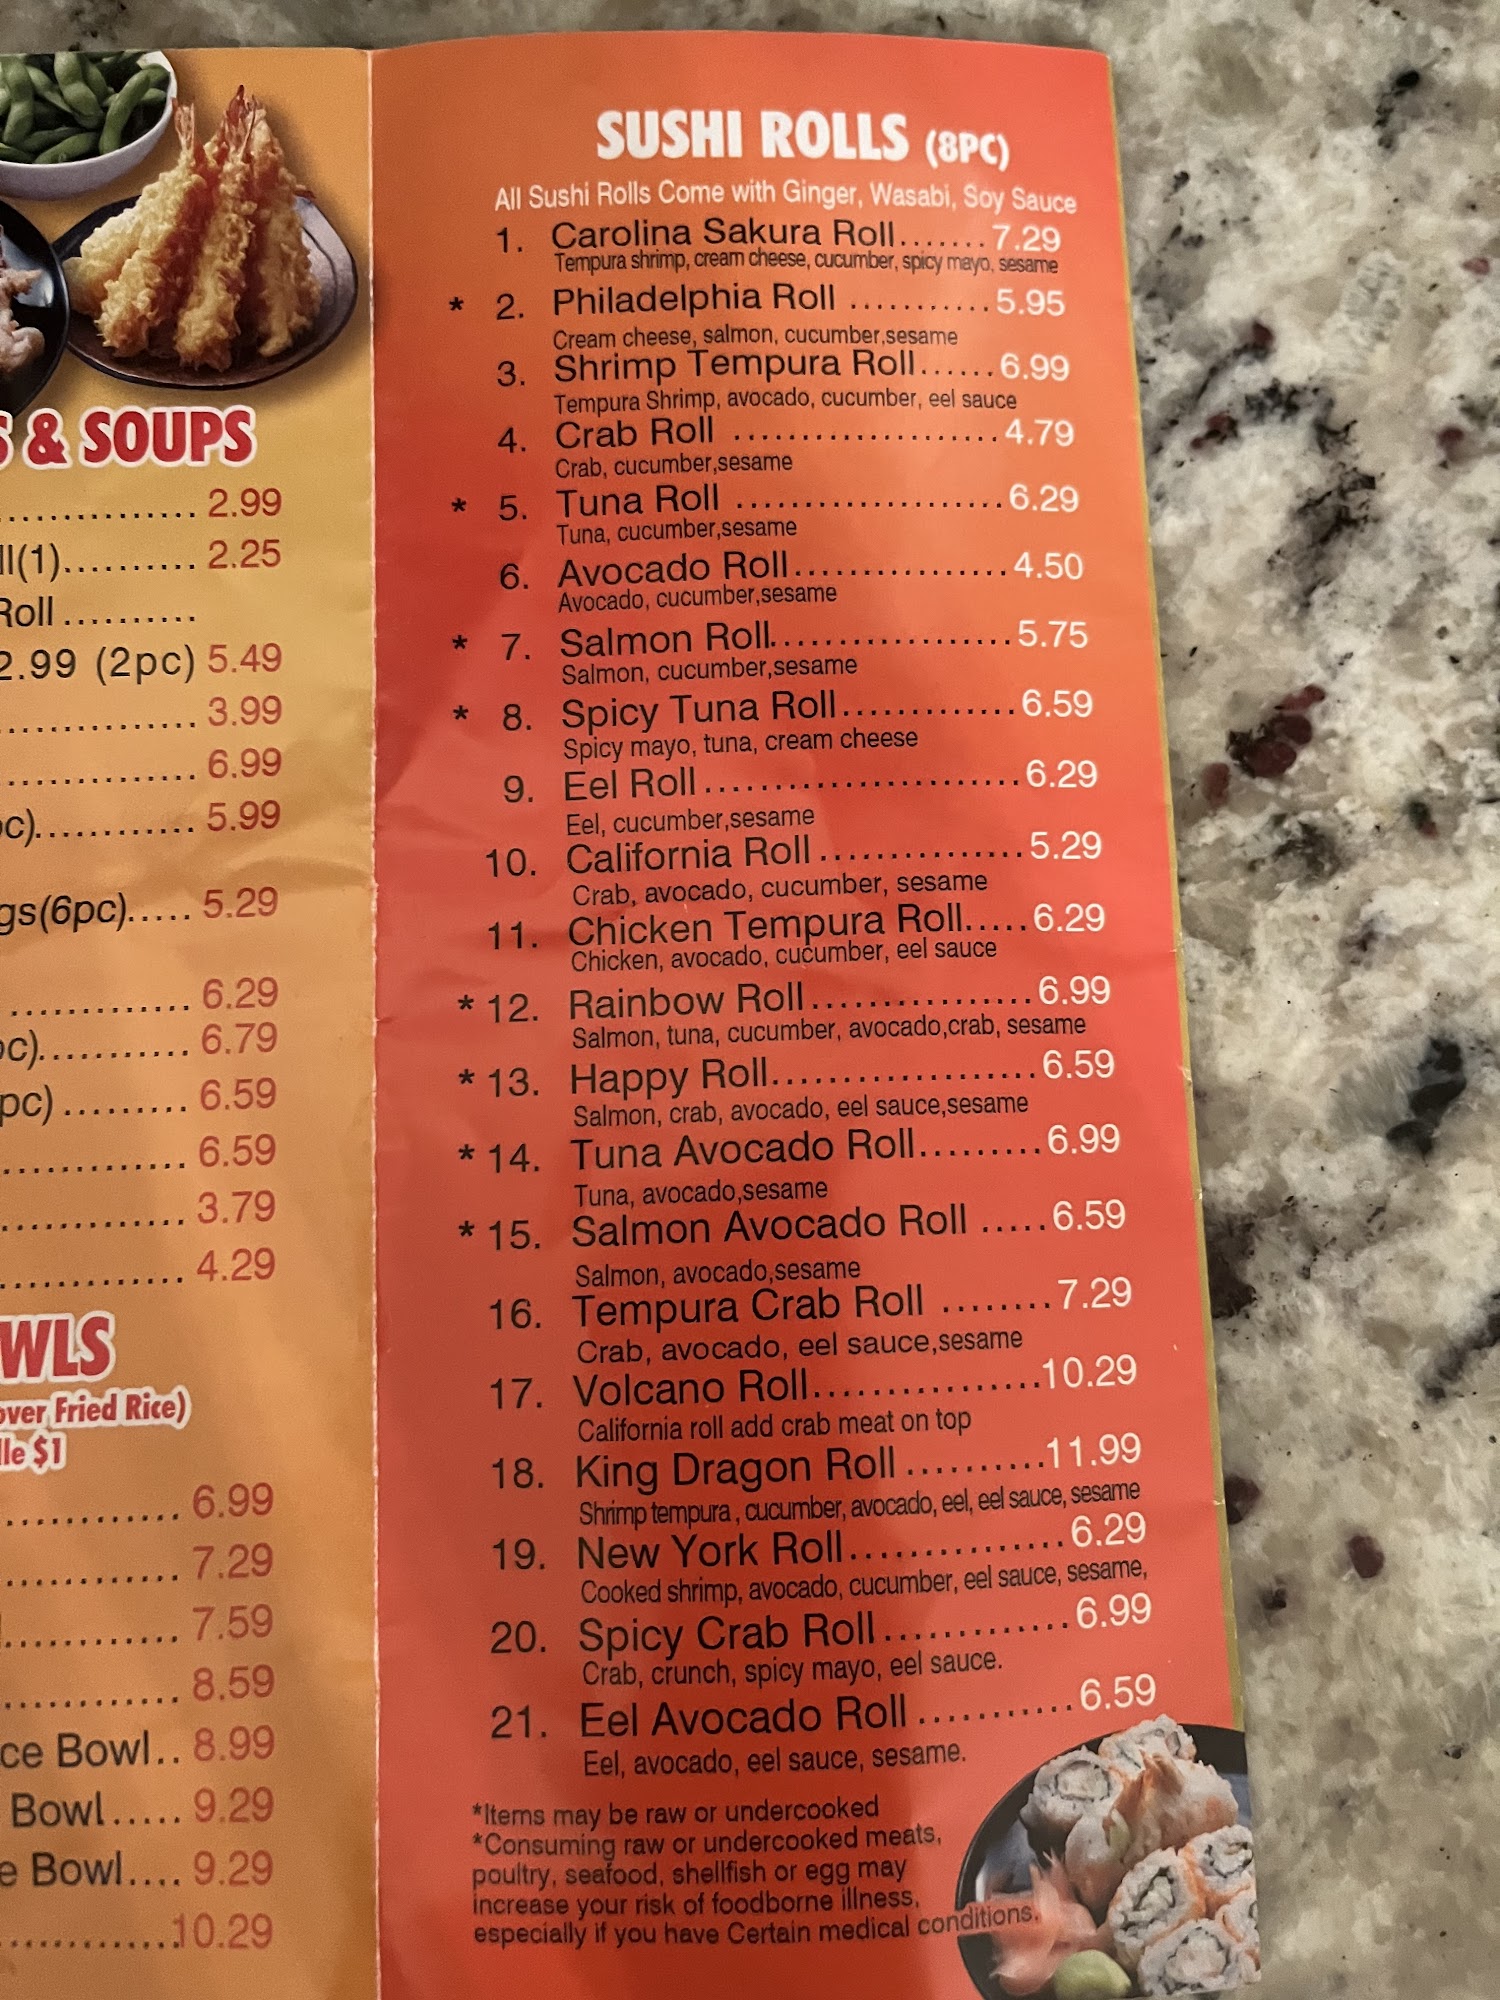 S & SOUPS
............... 2.99
ll(1).......... 2.25
Roll ..........
2.99 (2pc) 5.49
............... 3.99
............... 6.99
pc)............ 5.99
gs(6pc)..... 5.29
............. 6.29
pc)........... 6.79
pc) ......... 6.59
............. 6.59
............. 3.79
............. 4.29
WLS
over Fried Rice)
lle $1
............ 6.99
............ 7.29
............ 7.59
............ 8.59
ce Bowl.. 8.99
Bowl..... 9.29
e Bowl.... 9.29
............10.29
SUSHI ROLLS (8PC)
All Sushi Rolls Come with Ginger, Wasabi, Soy Sauce
1. Carolina Sakura Roll.......7.29
Tempura shrimp, cream cheese, cucumber, spicy mayo, sesame
* 2. Philadelphia Roll ..........5.95
Cream cheese, salmon, cucumber,sesame
3. Shrimp Tempura Roll......6.99
Tempura Shrimp, avocado, cucumber, eel sauce
4. Crab Roll ...................4.79
Crab, cucumber,sesame
* 5. Tuna Roll ...................6.29
Tuna, cucumber,sesame
6. Avocado Roll...............4.50
Avocado, cucumber,sesame
* 7. Salmon Roll.................5.75
Salmon, cucumber,sesame
* 8. Spicy Tuna Roll.............6.59
Spicy mayo, tuna, cream cheese
9. Eel Roll.......................6.29
Eel, cucumber,sesame
10. California Roll ...............5.29
Crab, avocado, cucumber, sesame
11. Chicken Tempura Roll.....6.29
Chicken, avocado, cucumber, eel sauce
* 12. Rainbow Roll................6.99
Salmon, tuna, cucumber, avocado,crab, sesame
* 13. Happy Roll...................6.59
Salmon, crab, avocado, eel sauce,sesame
* 14. Tuna Avocado Roll.........6.99
Tuna, avocado,sesame
* 15. Salmon Avocado Roll .....6.59
Salmon, avocado,sesame
16. Tempura Crab Roll ........7.29
Crab, avocado, eel sauce,sesame
17. Volcano Roll................10.29
California roll add crab meat on top
18. King Dragon Roll ..........11.99
Shrimp tempura , cucumber, avocado, eel, eel sauce, sesame
19. New York Roll...............6.29
Cooked shrimp, avocado, cucumber, eel sauce, sesame,
20. Spicy Crab Roll.............6.99
Crab, crunch, spicy mayo, eel sauce.
21. Eel Avocado Roll ...........6.59
Eel, avocado, eel sauce, sesame.
*Items may be raw or undercooked
*Consuming raw or undercooked meats,
poultry, seafood, shellfish or egg may
increase your risk of foodborne illness,
especially if you have Certain medical conditions.